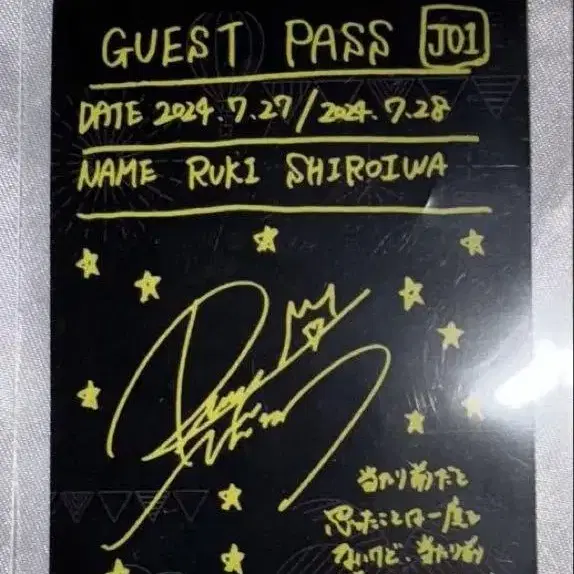 GUEST PASS JO1
DATE 2024.7.27/2024.7.28
NAME RUKI SHIROIWA
当たり前だと
思ったことは一度も
ないけど、当たり前